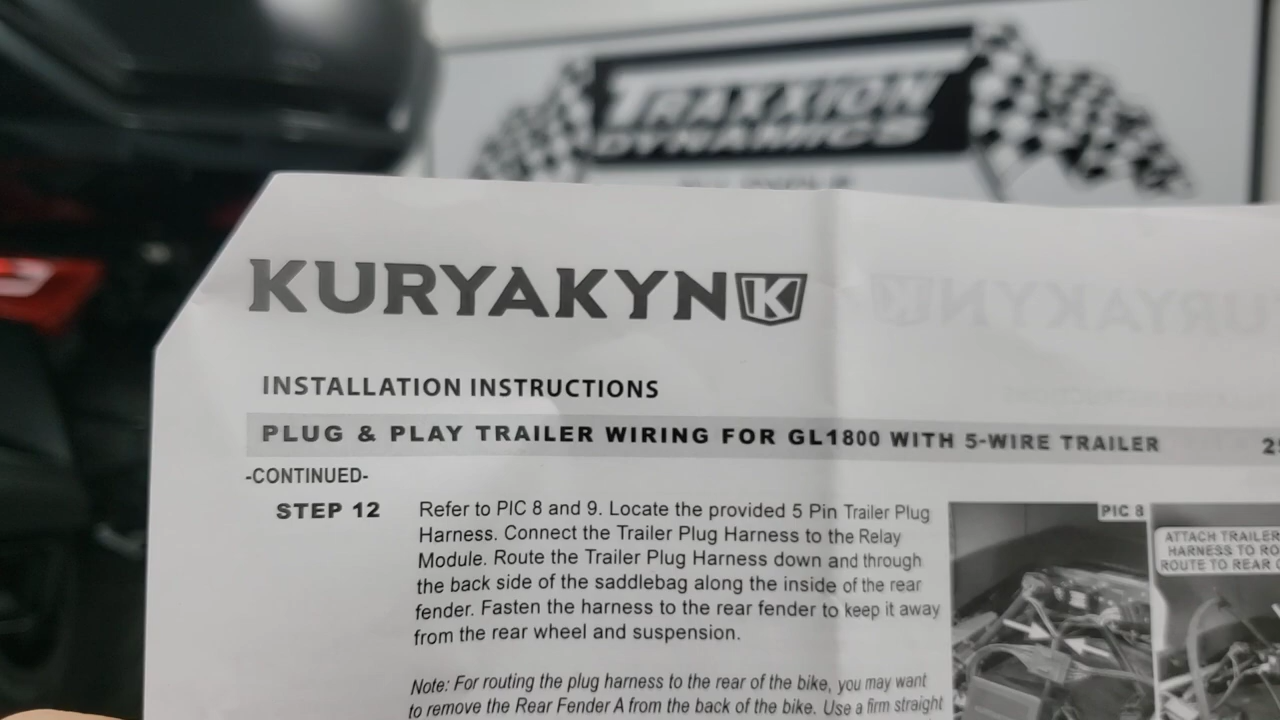 TRAXXION
DYNAMICS
KURYAKYN K
INSTALLATION INSTRUCTIONS
PLUG & PLAY TRAILER WIRING FOR GL1800 WITH 5-WIRE TRAILER
-CONTINUED-
STEP 12
Refer to PIC 8 and 9. Locate the provided 5 Pin Trailer Plug
Harness. Connect the Trailer Plug Harness to the Relay
Module. Route the Trailer Plug Harness down and through
the back side of the saddlebag along the inside of the rear
fender. Fasten the harness to the rear fender to keep it away
from the rear wheel and suspension.
Note: For routing the plug harness to the rear of the bike, you may want
to remove the Rear Fender A from the back of the bike. Use a firm straight
PIC 8
ATTACH TRAILER
HARNESS TO
ROUTE TO REAR